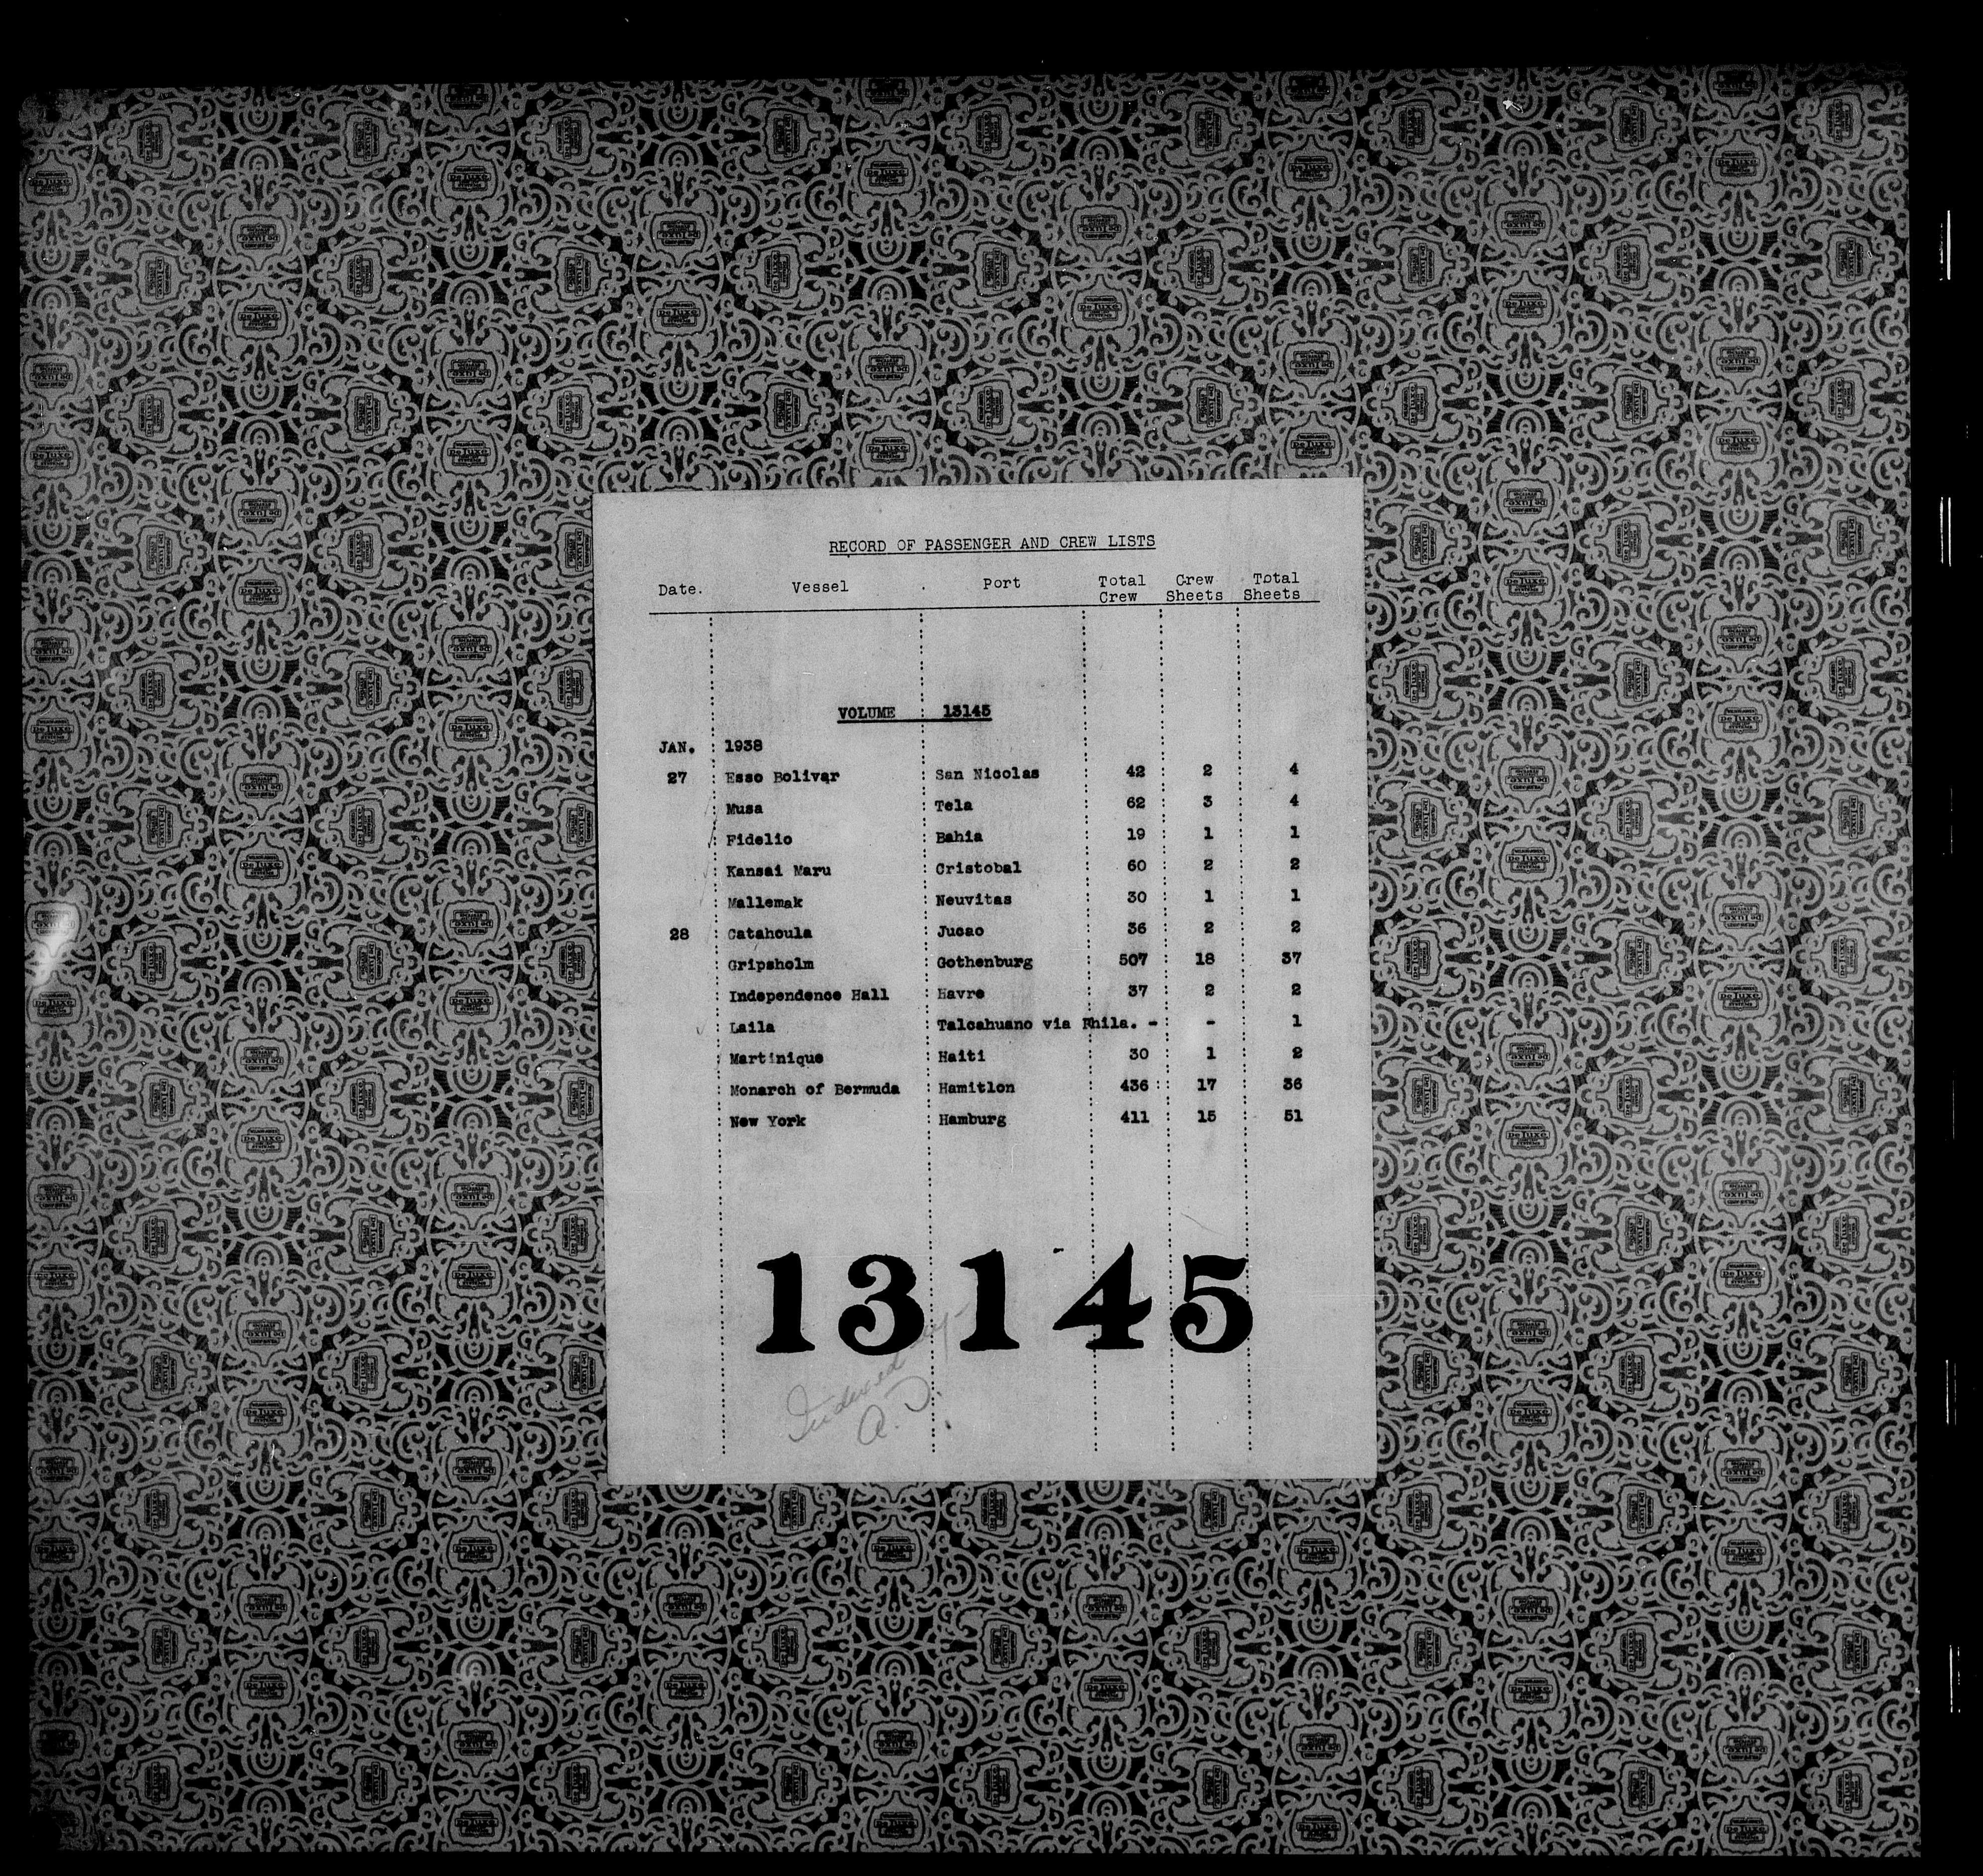 RECORD OF PASSENGER AND CREW LISTS
Date. Vessel Port Total Crew Crew Sheets Total Sheets
VOLUME : 13145
JAN. : 1938
27 : Esso Bolivar : San Nicolas : 42 : 2 : 4
: Musa : Tela : 62 : 3 : 4
: Fidelio : Bahia : 19 : 1 : 1
: Kansai Maru : Cristobal : 60 : 2 : 2
: Mallemak : Neuvitas : 30 : 1 : 1
28 : Catahoula : Jucao : 36 : 2 : 2
: Gripsholm : Gothenburg : 507 : 18 : 37
: Independence Hall : Havre : 37 : 2 : 2
: Laila : Talcahuano via Phila. - : - : 1
: Martinique : Haiti : 30 : 1 : 2
: Monarch of Bermuda : Hamitlon : 436 : 17 : 36
: New York : Hamburg : 411 : 15 : 51
13145
Indexed by
A. J.